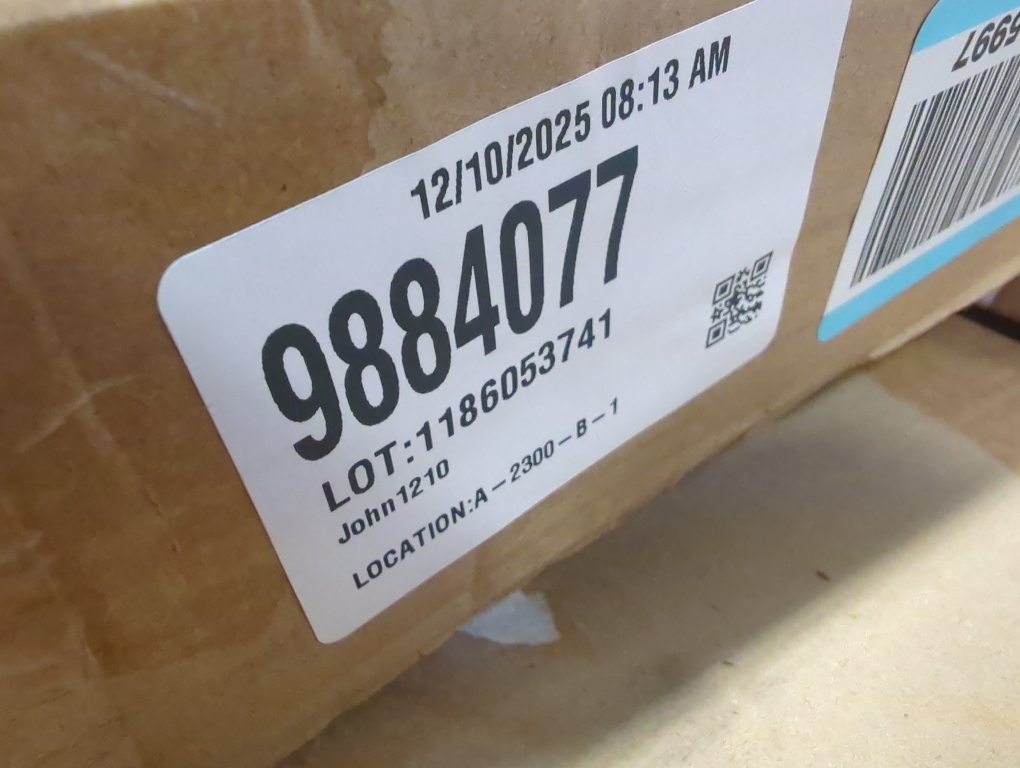 12/10/2025 08:13 AM
9884077
LOT:1186053741
John1210
LOCATION:A-2300-B-1